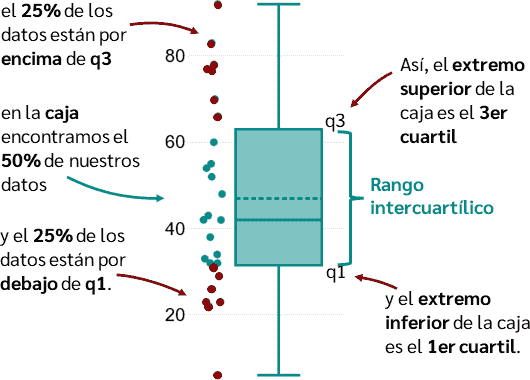 el 25% de los
datos están por
encima de q3
80
Así, el extremo
superior de la
caja es el 3er
cuartil
en la caja
encontramos el
50% de nuestros
datos
q3
60
Rango
intercuartílico
40
y el 25% de los
datos están por
debajo de q1.
q1
20
y el extremo
inferior de la caja
es el 1er cuartil.